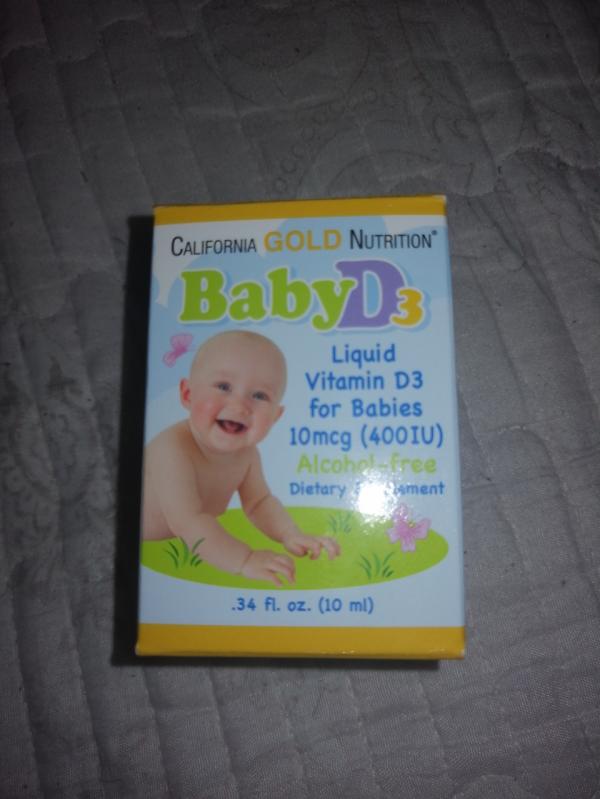 CALIFORNIA GOLD NUTRITION®
BabyD3
Liquid
Vitamin D3
for Babies
10mcg (400IU)
Alcohol-free
Dietary
.34 fl. oz. (10 ml)